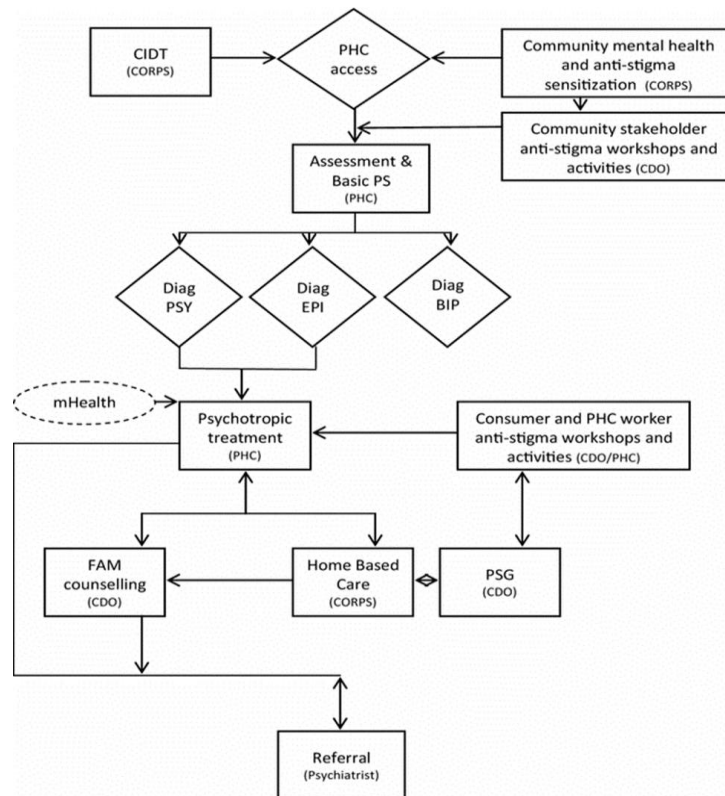 CIDT
(CORPS)
PHC
access
Community mental health
and anti-stigma
sensitization (CORPS)
Community stakeholder
anti-stigma workshops and
activities (CDO)
Assessment &
Basic PS
(PHC)
Diag
PSY
Diag
EPI
Diag
BIP
mHealth
Psychotropic
treatment
(PHC)
Consumer and PHC worker
anti-stigma workshops and
activities (CDO/PHC)
FAM
counselling
(CDO)
Home Based
Care
(CORPS)
PSG
(CDO)
Referral
(Psychiatrist)